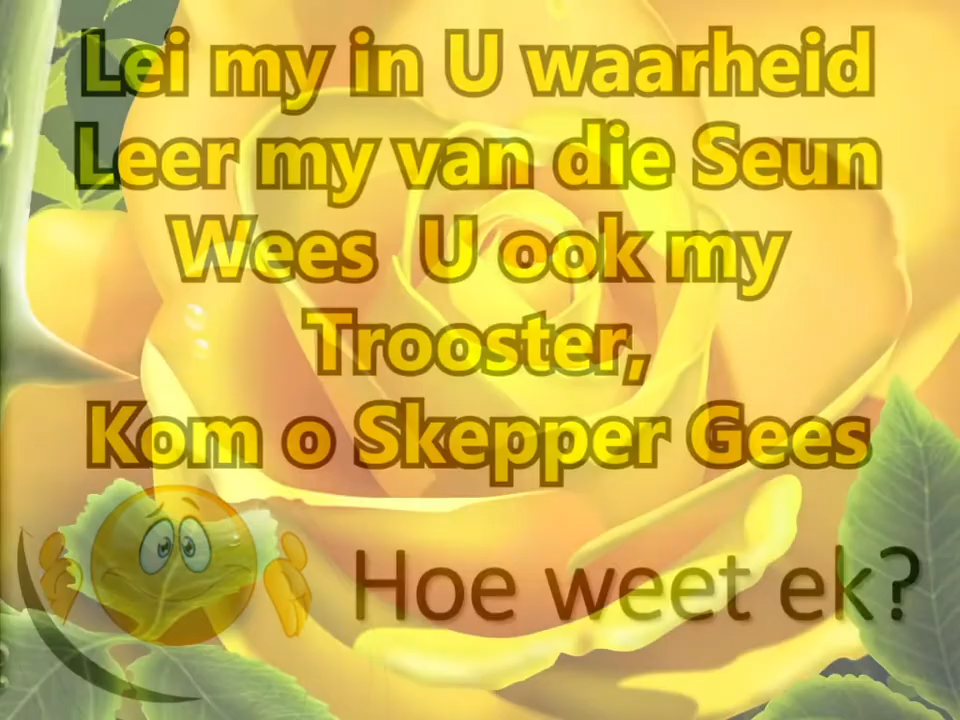 Lei my in U waarheid
Leer my van die Seun
Wees U ook my
Trooster,
Kom o Skepper Gees
Hoe weet ek?